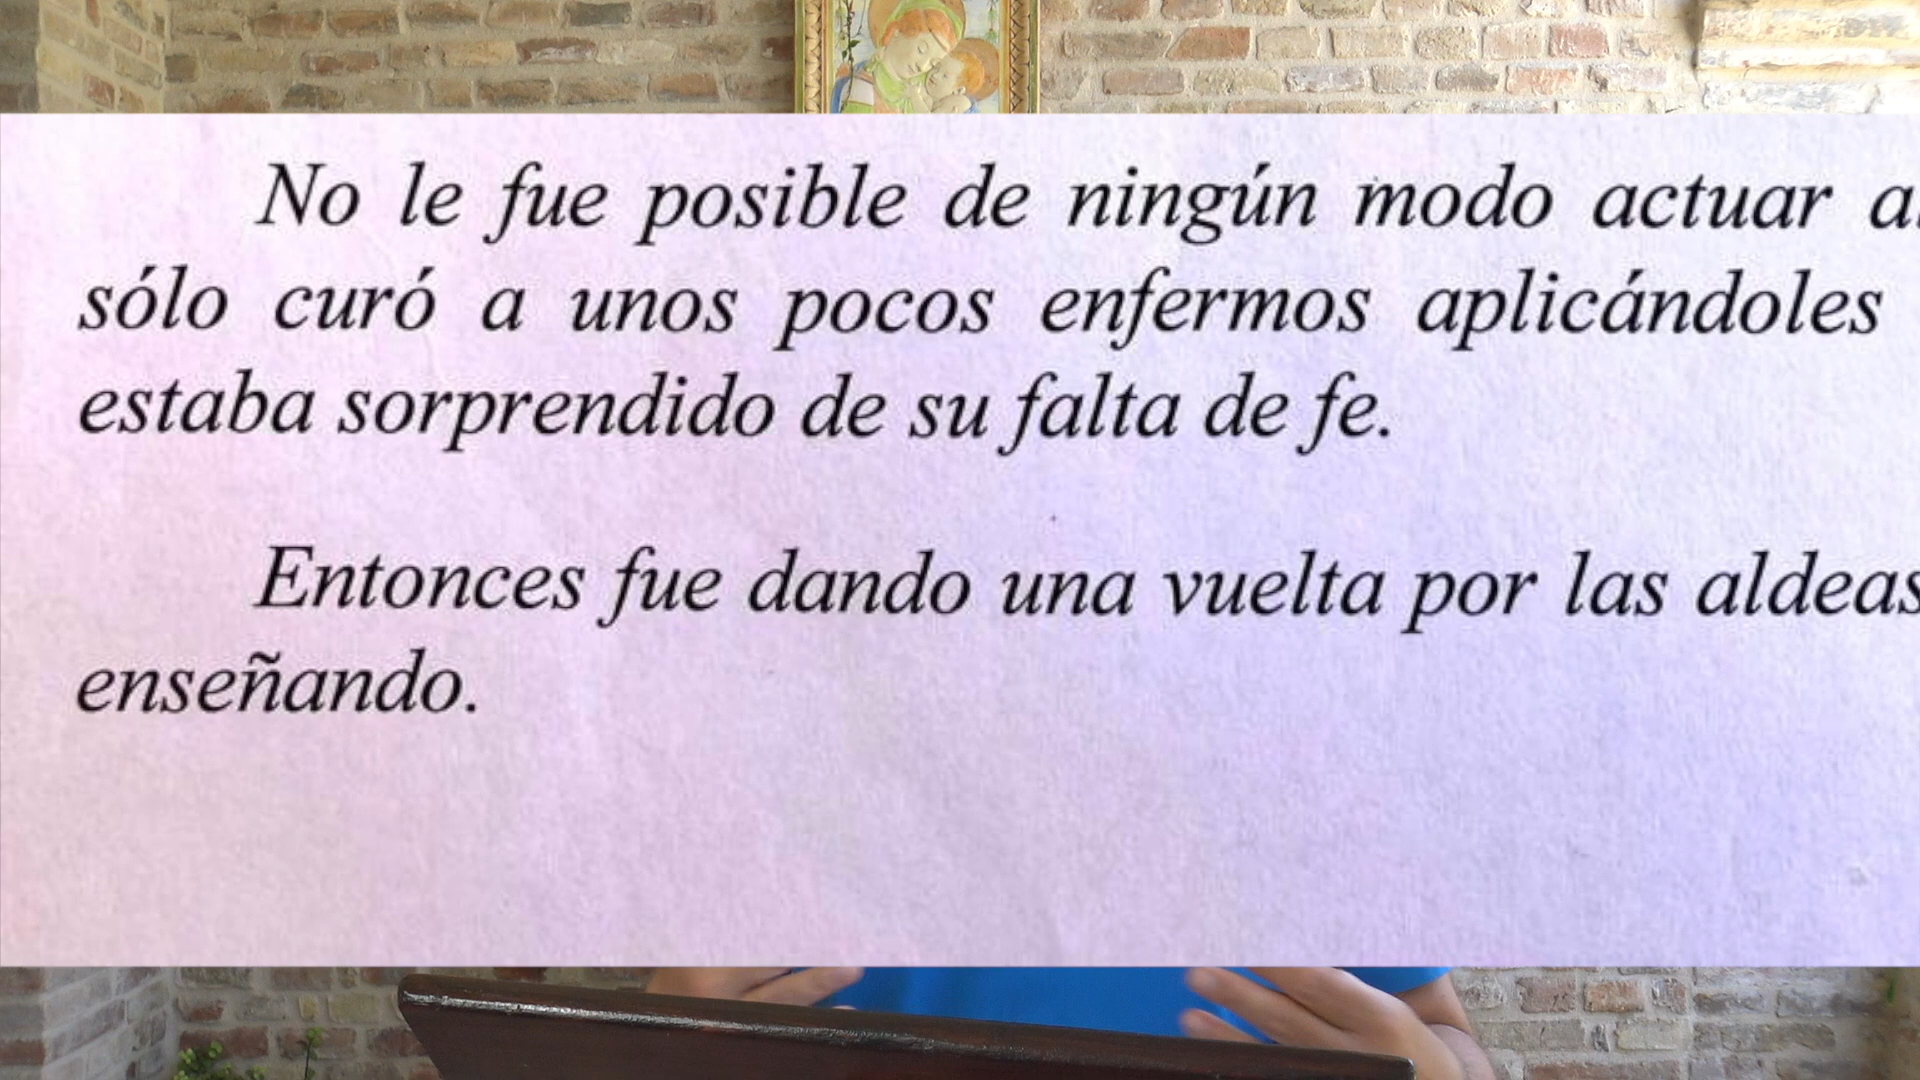 No le fue posible de ningún modo actuar
sólo curó a unos pocos enfermos aplicándoles
estaba sorprendido de su falta de fe.
Entonces fue dando una vuelta por las aldeas
enseñando.